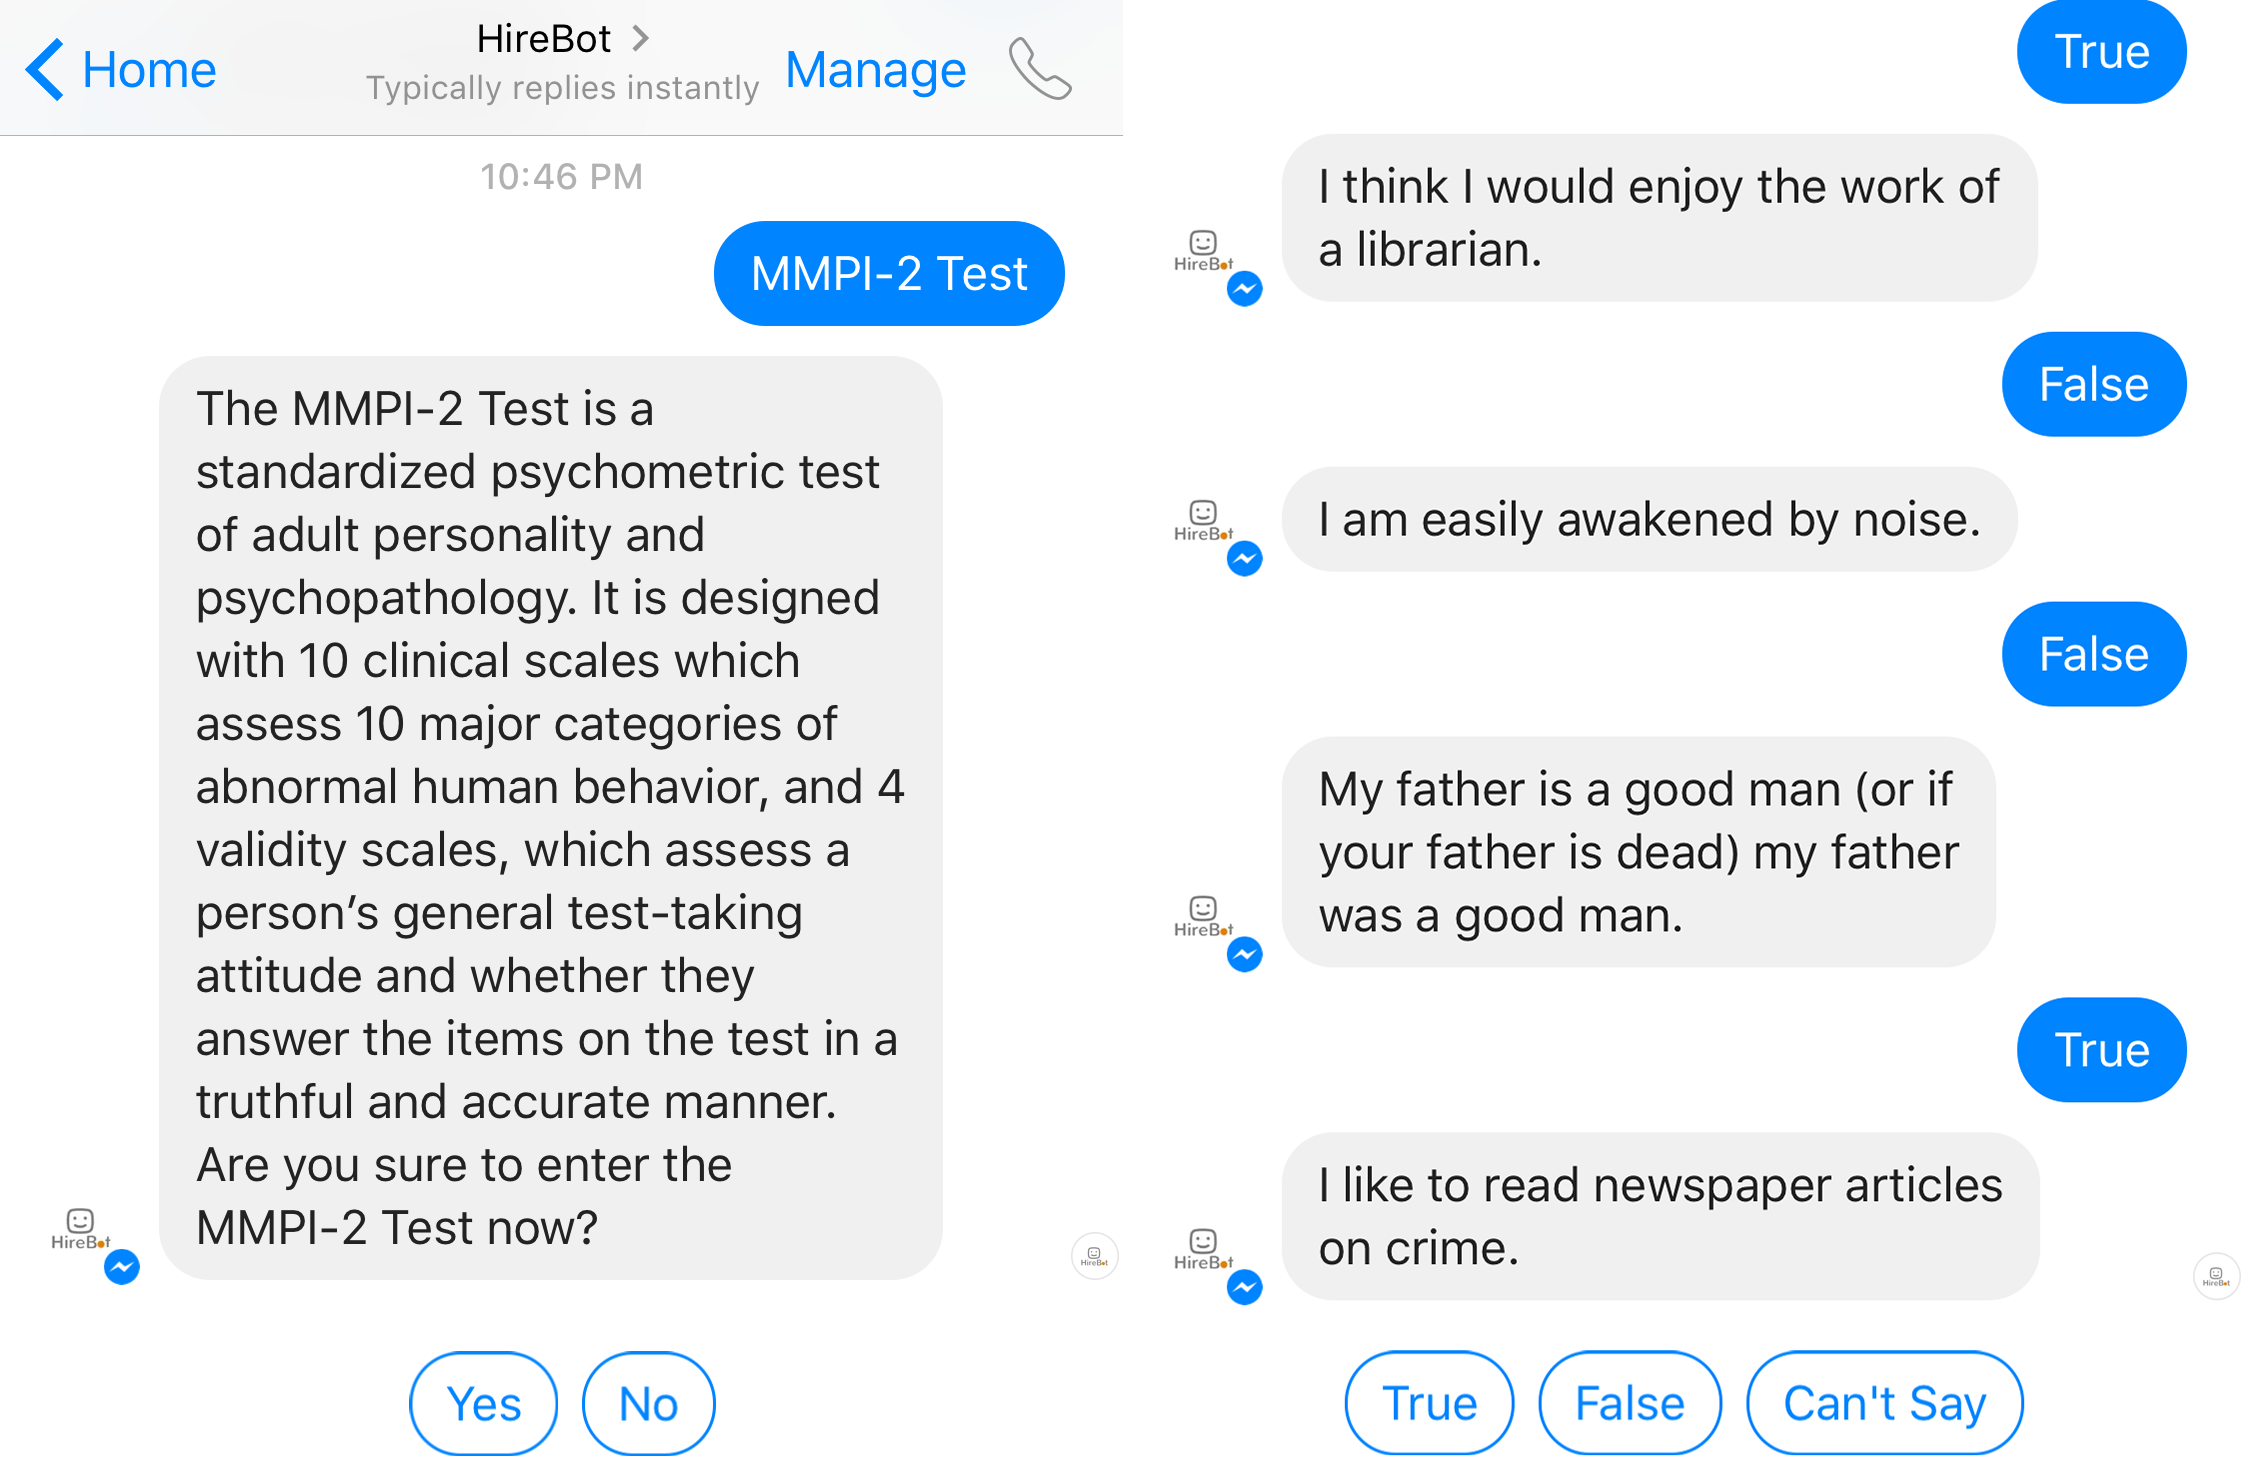 Home
HireBot
Typically replies instantly
Manage
10:46 PM
MMPI-2 Test
The MMPI-2 Test is a
standardized psychometric test
of adult personality and
psychopathology. It is designed
with 10 clinical scales which
assess 10 major categories of
abnormal human behavior, and 4
validity scales, which assess a
person’s general test-taking
attitude and whether they
answer the items on the test in a
truthful and accurate manner.
Are you sure to enter the
MMPI-2 Test now?
HireBot
HireBot
Yes
No
True
I think I would enjoy the work of
a librarian.
HireBot
False
I am easily awakened by noise.
HireBot
False
My father is a good man (or if
your father is dead) my father
was a good man.
HireBot
True
I like to read newspaper articles
on crime.
HireBot
HireBot
True
False
Can't Say